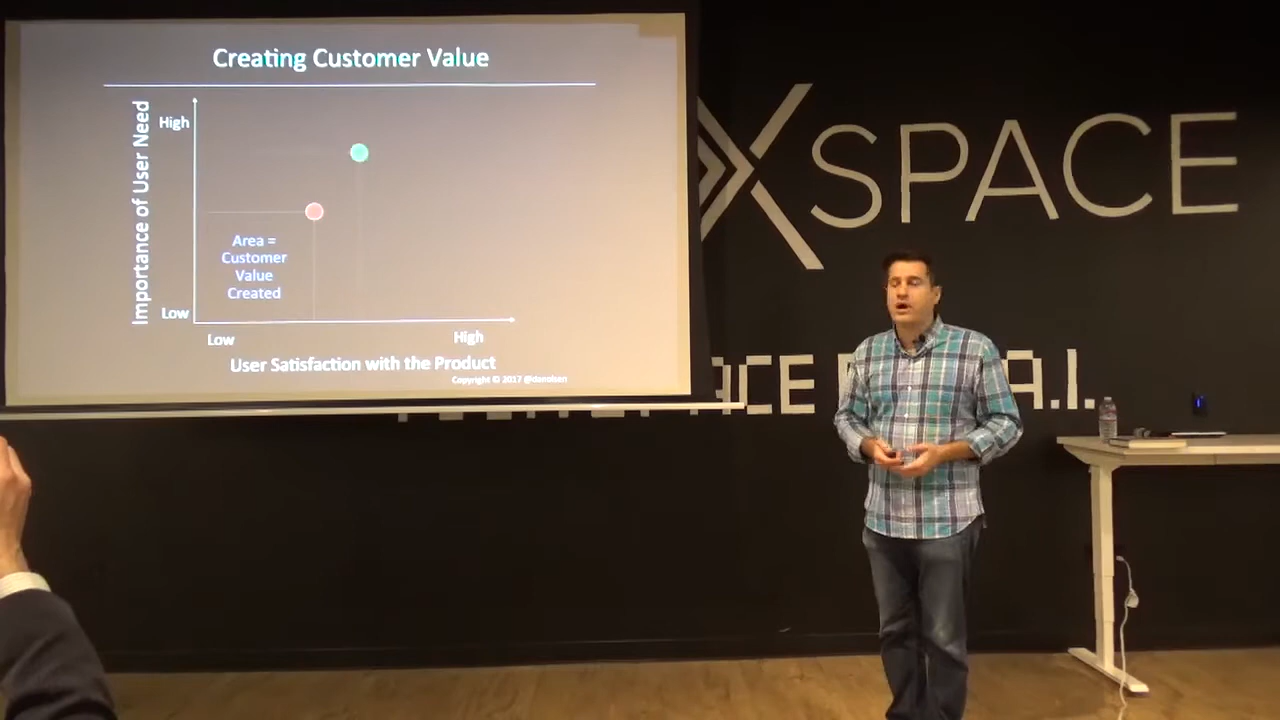 Creating Customer Value
Importance of User Need
High
Area =
Customer
Value
Created
Low
Low
High
User Satisfaction with the Product
Copyright © 2017 @danolsen
XSPACE
A.I.